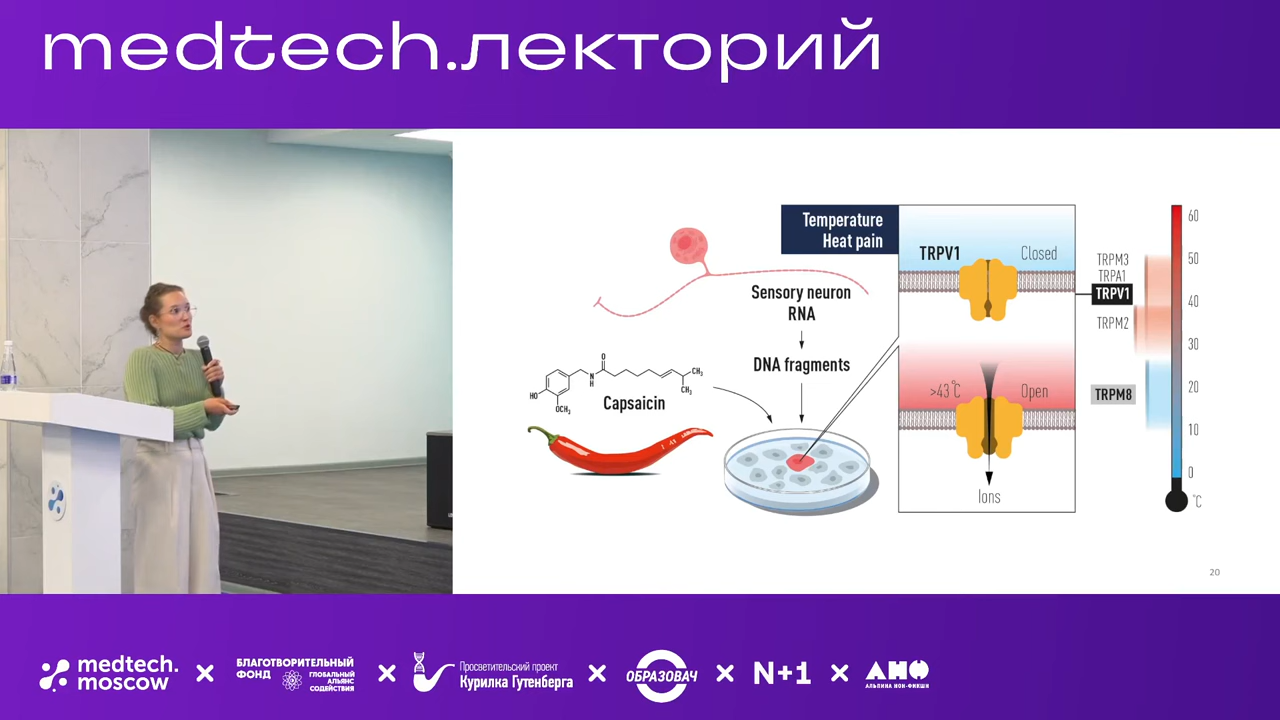 medtech.лекторий
Temperature
Heat pain
TRPV1
Closed
Sensory neuron
RNA
DNA fragments
O
N
H
HO
OCH3
CH3
CH3
Capsaicin
>43°C
Open
Ions
TRPM3
TRPA1
TRPV1
TRPM2
TRPM8
60
50
40
30
20
10
0
°C
20
medtech.
moscow
БЛАГОТВОРИТЕЛЬНЫЙ
ФОНД
ГЛОБАЛЬНЫЙ
АЛЬЯНС
СОДЕЙСТВИЯ
Просветительский проект
Курилка Гутенберга
ОБРАЗОВАЧ
N+1
АНФ
АЛЬПИНА НОН-ФИКШН